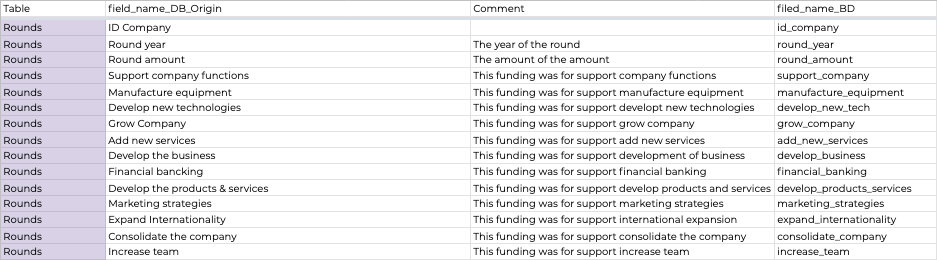 Table field_name_DB_Origin Comment filed_name_BD
Rounds ID Company id_company
Rounds Round year The year of the round round_year
Rounds Round amount The amount of the amount round_amount
Rounds Support company functions This funding was for support company functions support_company
Rounds Manufacture equipment This funding was for support manufacture equipment manufacture_equipment
Rounds Develop new technologies This funding was for support developt new technologies develop_new_tech
Rounds Grow Company This funding was for support grow company grow_company
Rounds Add new services This funding was for support add new services add_new_services
Rounds Develop the business This funding was for support development of business develop_business
Rounds Financial bancking This funding was for support financial banking financial_banking
Rounds Develop the products & services This funding was for support develop products and services develop_products_services
Rounds Marketing strategies This funding was for support marketing strategies marketing_strategies
Rounds Expand Internationality This funding was for support international expansion expand_internationality
Rounds Consolidate the company This funding was for support consolidate the company consolidate_company
Rounds Increase team This funding was for support increase team increase_team